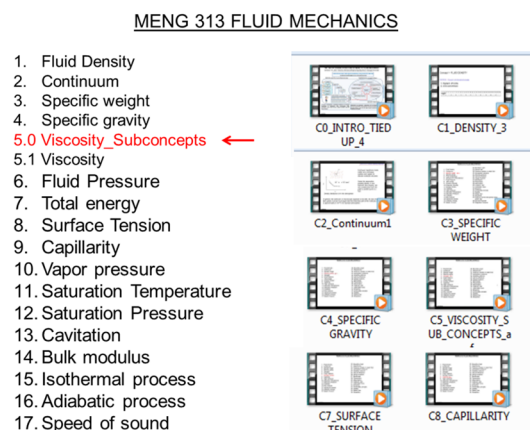 MENG 313 FLUID MECHANICS
1. Fluid Density
2. Continuum
3. Specific weight
4. Specific gravity
5.0 Viscosity_Subconcepts
5.1 Viscosity
6. Fluid Pressure
7. Total energy
8. Surface Tension
9. Capillarity
10. Vapor pressure
11. Saturation Temperature
12. Saturation Pressure
13. Cavitation
14. Bulk modulus
15. Isothermal process
16. Adiabatic process
17. Speed of sound
C0_INTRO_TIED
UP_4
C1_DENSITY_3
C2_Continuum1
C3_SPECIFIC
WEIGHT
C4_SPECIFIC
GRAVITY
C5_VISCOSITY_S
UB_CONCEPTS_a
C7_SURFACE
TENSION
C8_CAPILLARITY